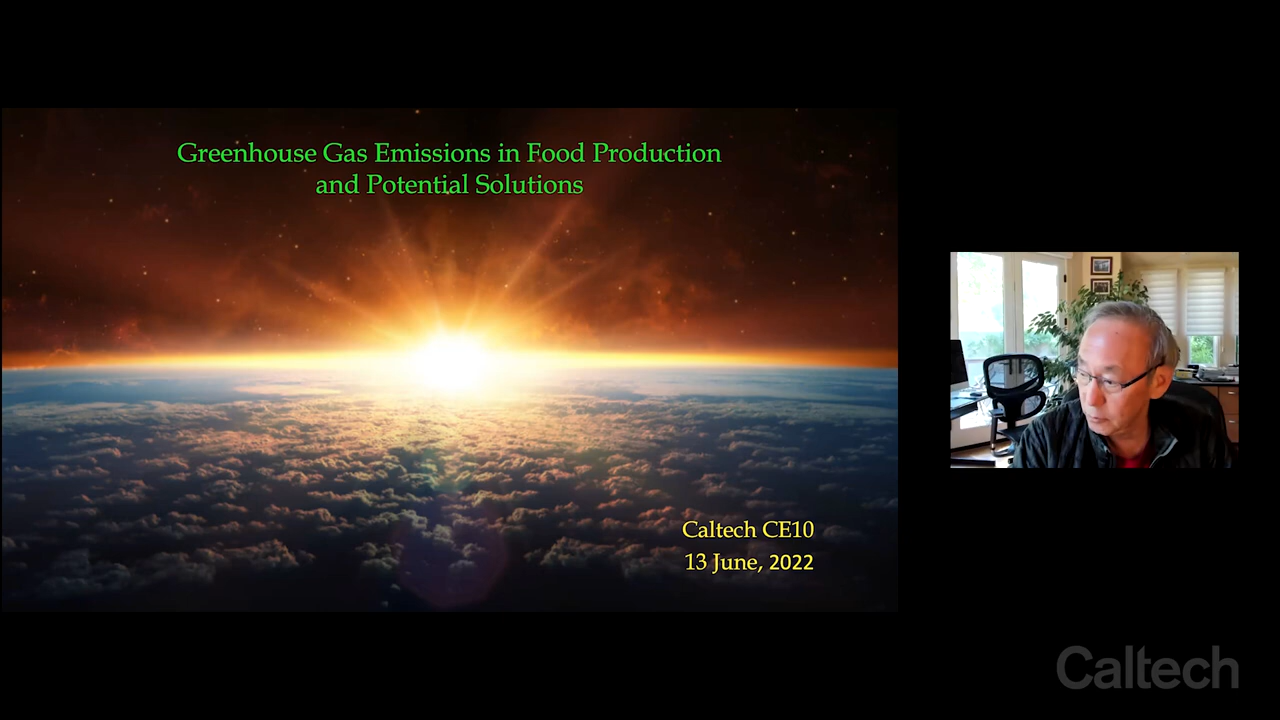 Greenhouse Gas Emissions in Food Production
and Potential Solutions
Caltech CE10
13 June, 2022
Caltech